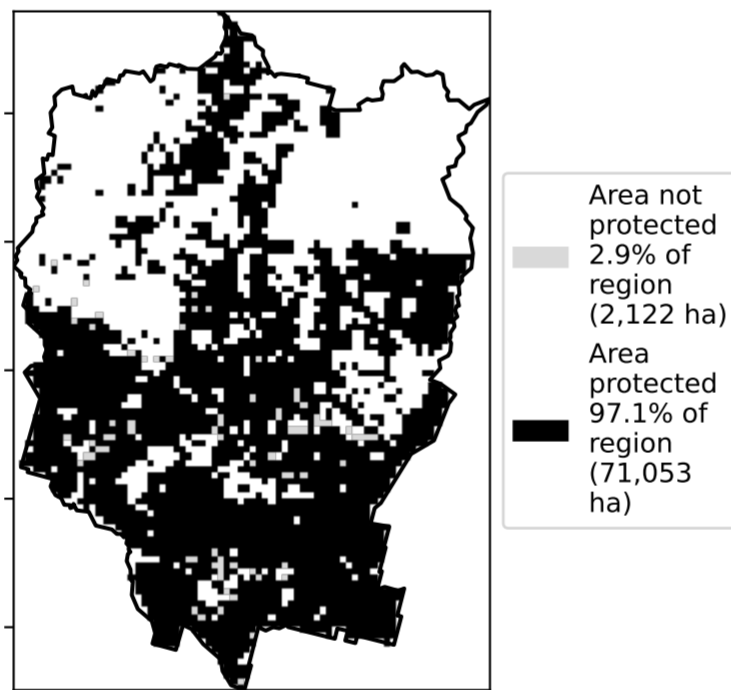 Area not
protected
2.9% of
region
(2,122 ha)
Area
protected
97.1% of
region
(71,053
ha)